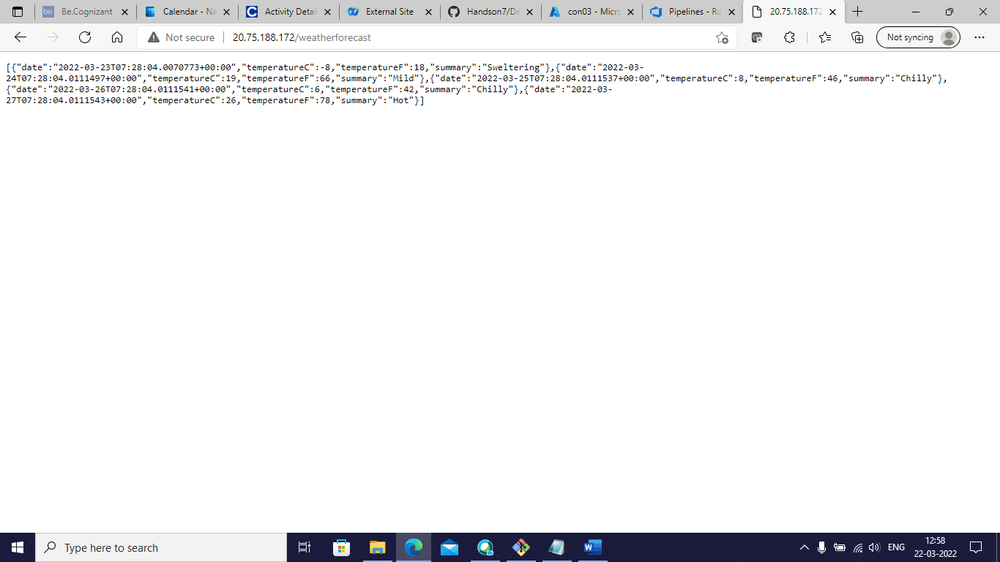 be. Be.Cognizant
Calendar - Na
Activity Detai
External Site
Handson7/De
con03 - Micro
Pipelines - Ru
20.75.188.172
Not secure
20.75.188.172/weatherforecast
Not syncing
[{"date":"2022-03-23T07:28:04.0070773+00:00","temperatureC":-8,"temperatureF":18,"summary":"Sweltering"},{"date":"2022-03-
24T07:28:04.0111497+00:00","temperatureC":19,"temperatureF":66,"summary":"Mild"},{"date":"2022-03-25T07:28:04.0111537+00:00","temperatureC":8,"temperatureF":46,"summary":"Chilly"},
{"date":"2022-03-26T07:28:04.0111541+00:00","temperatureC":6,"temperatureF":42,"summary":"Chilly"},{"date":"2022-03-
27T07:28:04.0111543+00:00","temperatureC":26,"temperatureF":78,"summary":"Hot"}]
Type here to search
ENG
12:58
22-03-2022